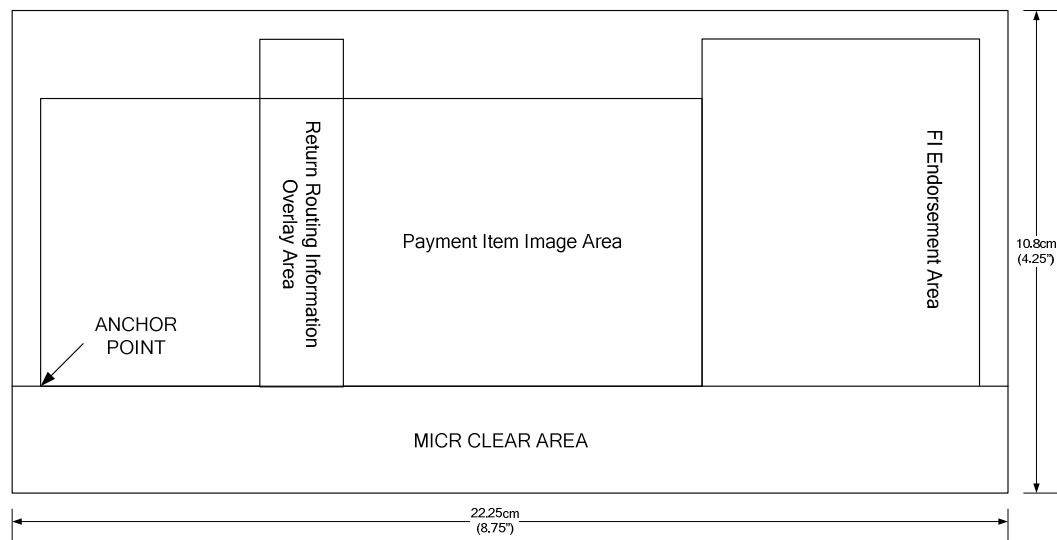 Return Routing Information
Overlay Area
Payment Item Image Area
FI Endorsement Area
ANCHOR
POINT
MICR CLEAR AREA
10.8cm
(4.25")
22.25cm
(8.75")